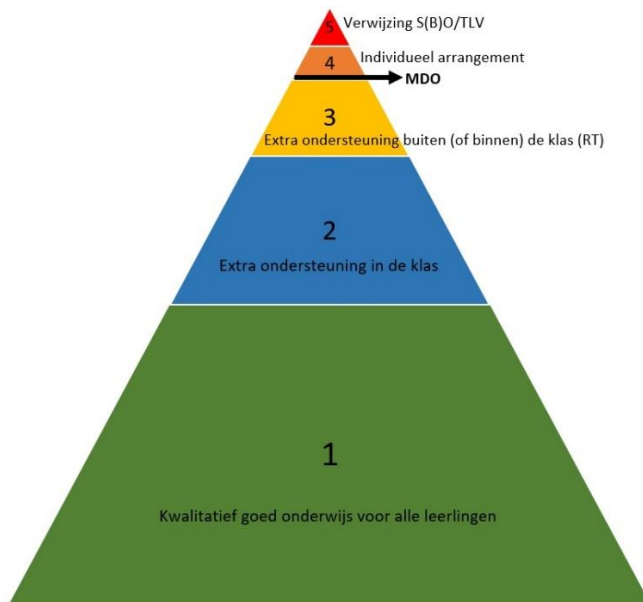 5 Verwijzing S(B)O/TLV
4 Individueel arrangement
MDO
3
Extra ondersteuning buiten (of binnen) de klas (RT)
2
Extra ondersteuning in de klas
1
Kwalitatief goed onderwijs voor alle leerlingen